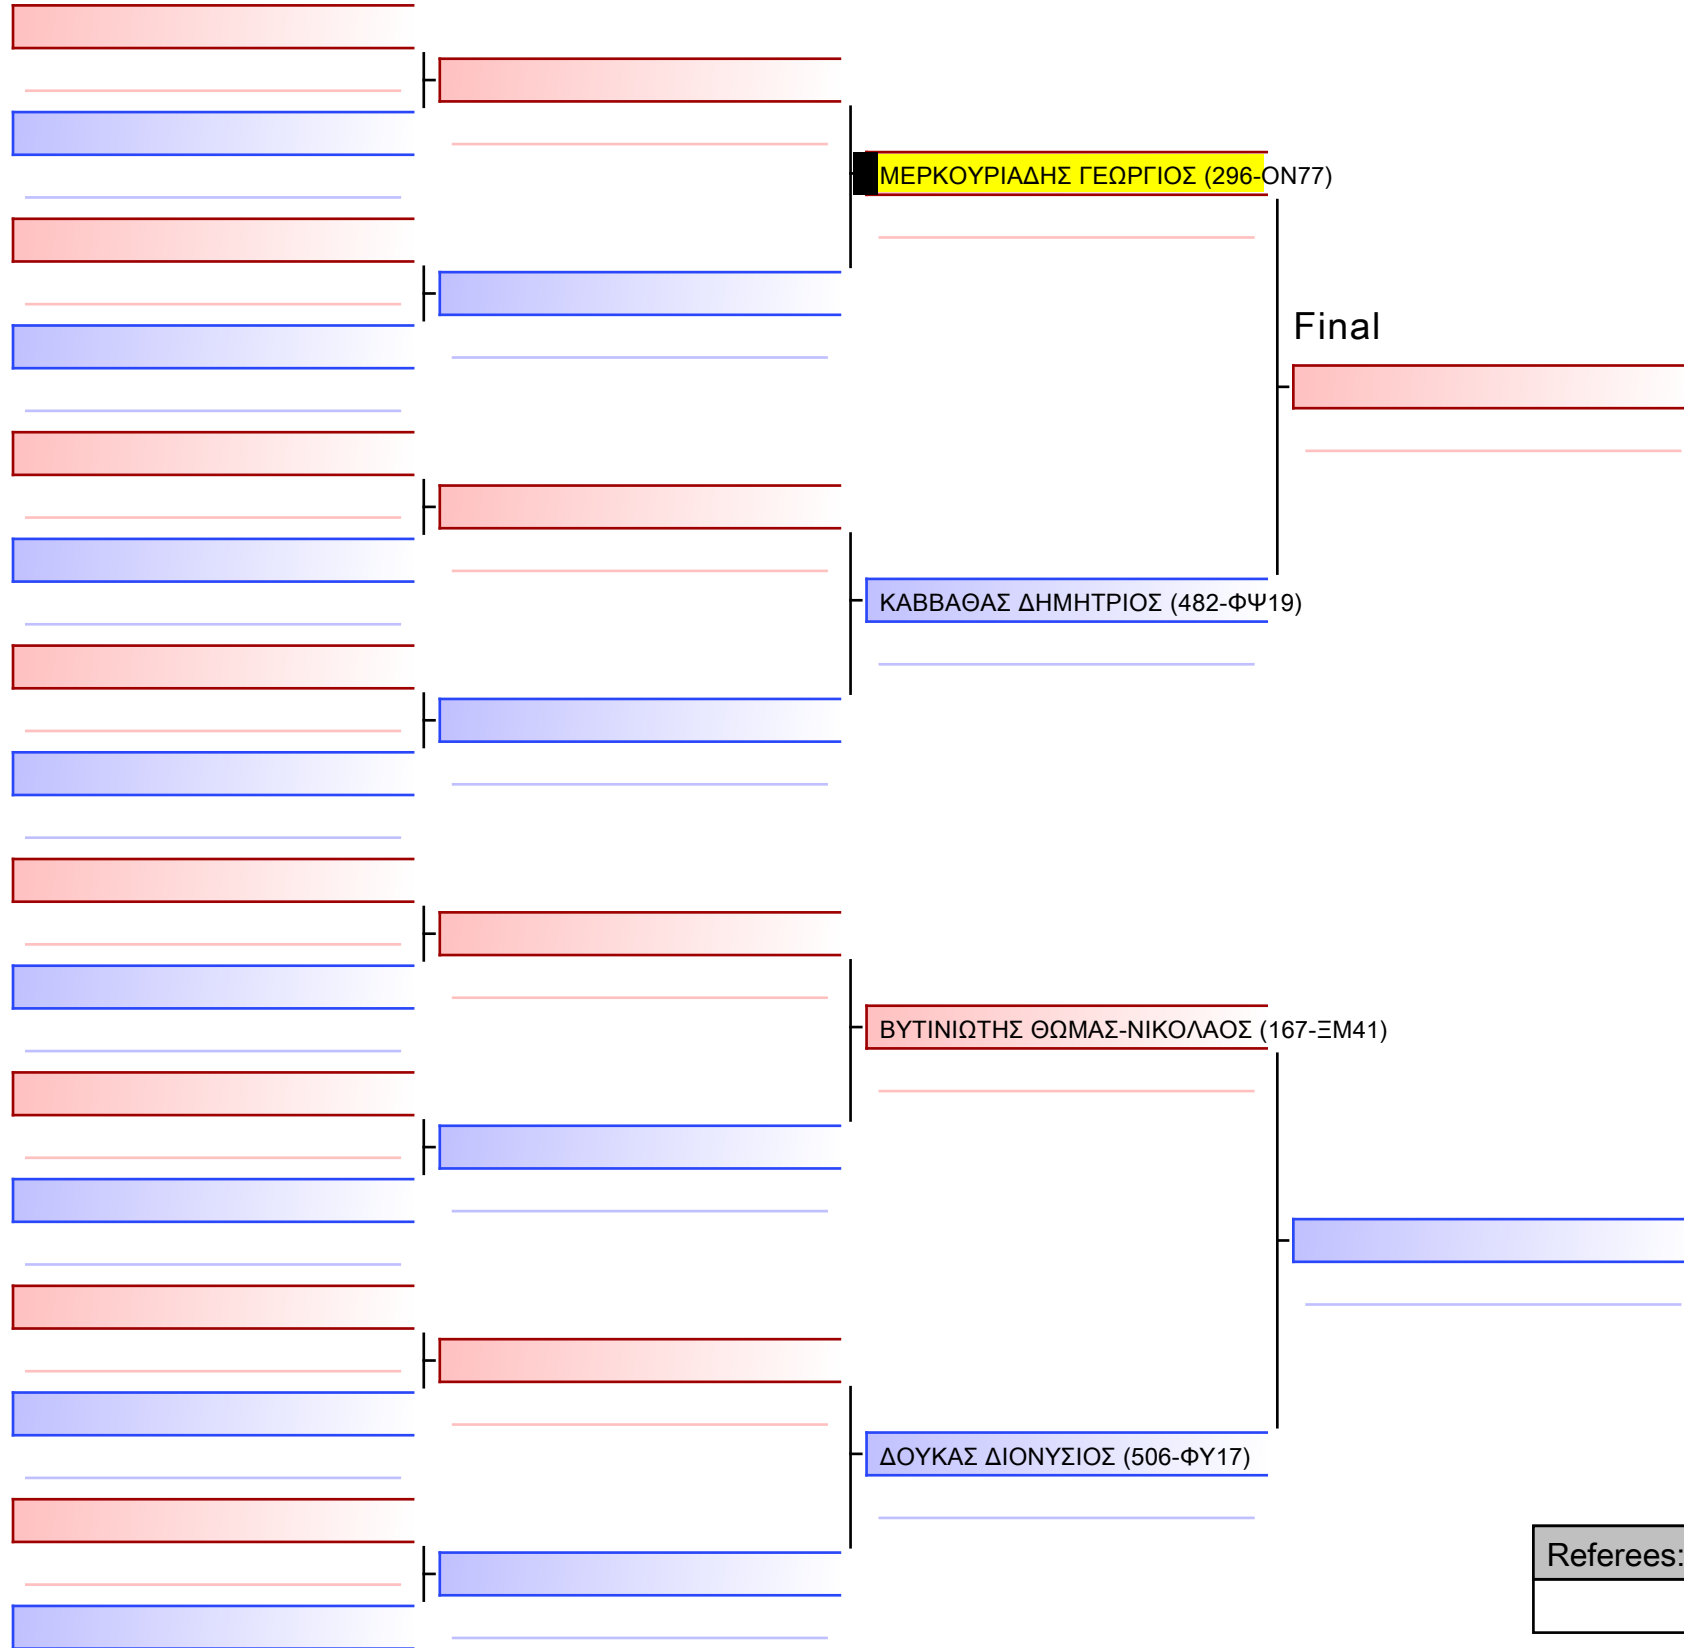 ΜΕΡΚΟΥΡΙΑΔΗΣ ΓΕΩΡΓΙΟΣ (296-ΟΝ77)
Final
ΚΑΒΒΑΘΑΣ ΔΗΜΗΤΡΙΟΣ (482-ΦΨ19)
ΒΥΤΙΝΙΩΤΗΣ ΘΩΜΑΣ-ΝΙΚΟΛΑΟΣ (167-ΞΜ41)
ΔΟΥΚΑΣ ΔΙΟΝΥΣΙΟΣ (506-ΦΥ17)
Referees: